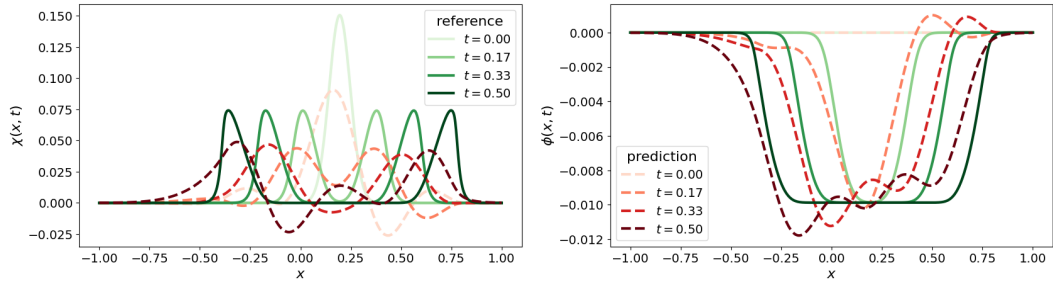 0.150
0.125
0.100
0.075
0.050
0.025
0.000
−0.025
χ(x, t)
reference
t = 0.00
t = 0.17
t = 0.33
t = 0.50
−1.00 −0.75 −0.50 −0.25 0.00 0.25 0.50 0.75 1.00
x
0.000
−0.002
−0.004
−0.006
−0.008
−0.010
−0.012
ϕ(x, t)
prediction
t = 0.00
t = 0.17
t = 0.33
t = 0.50
−1.00 −0.75 −0.50 −0.25 0.00 0.25 0.50 0.75 1.00
x